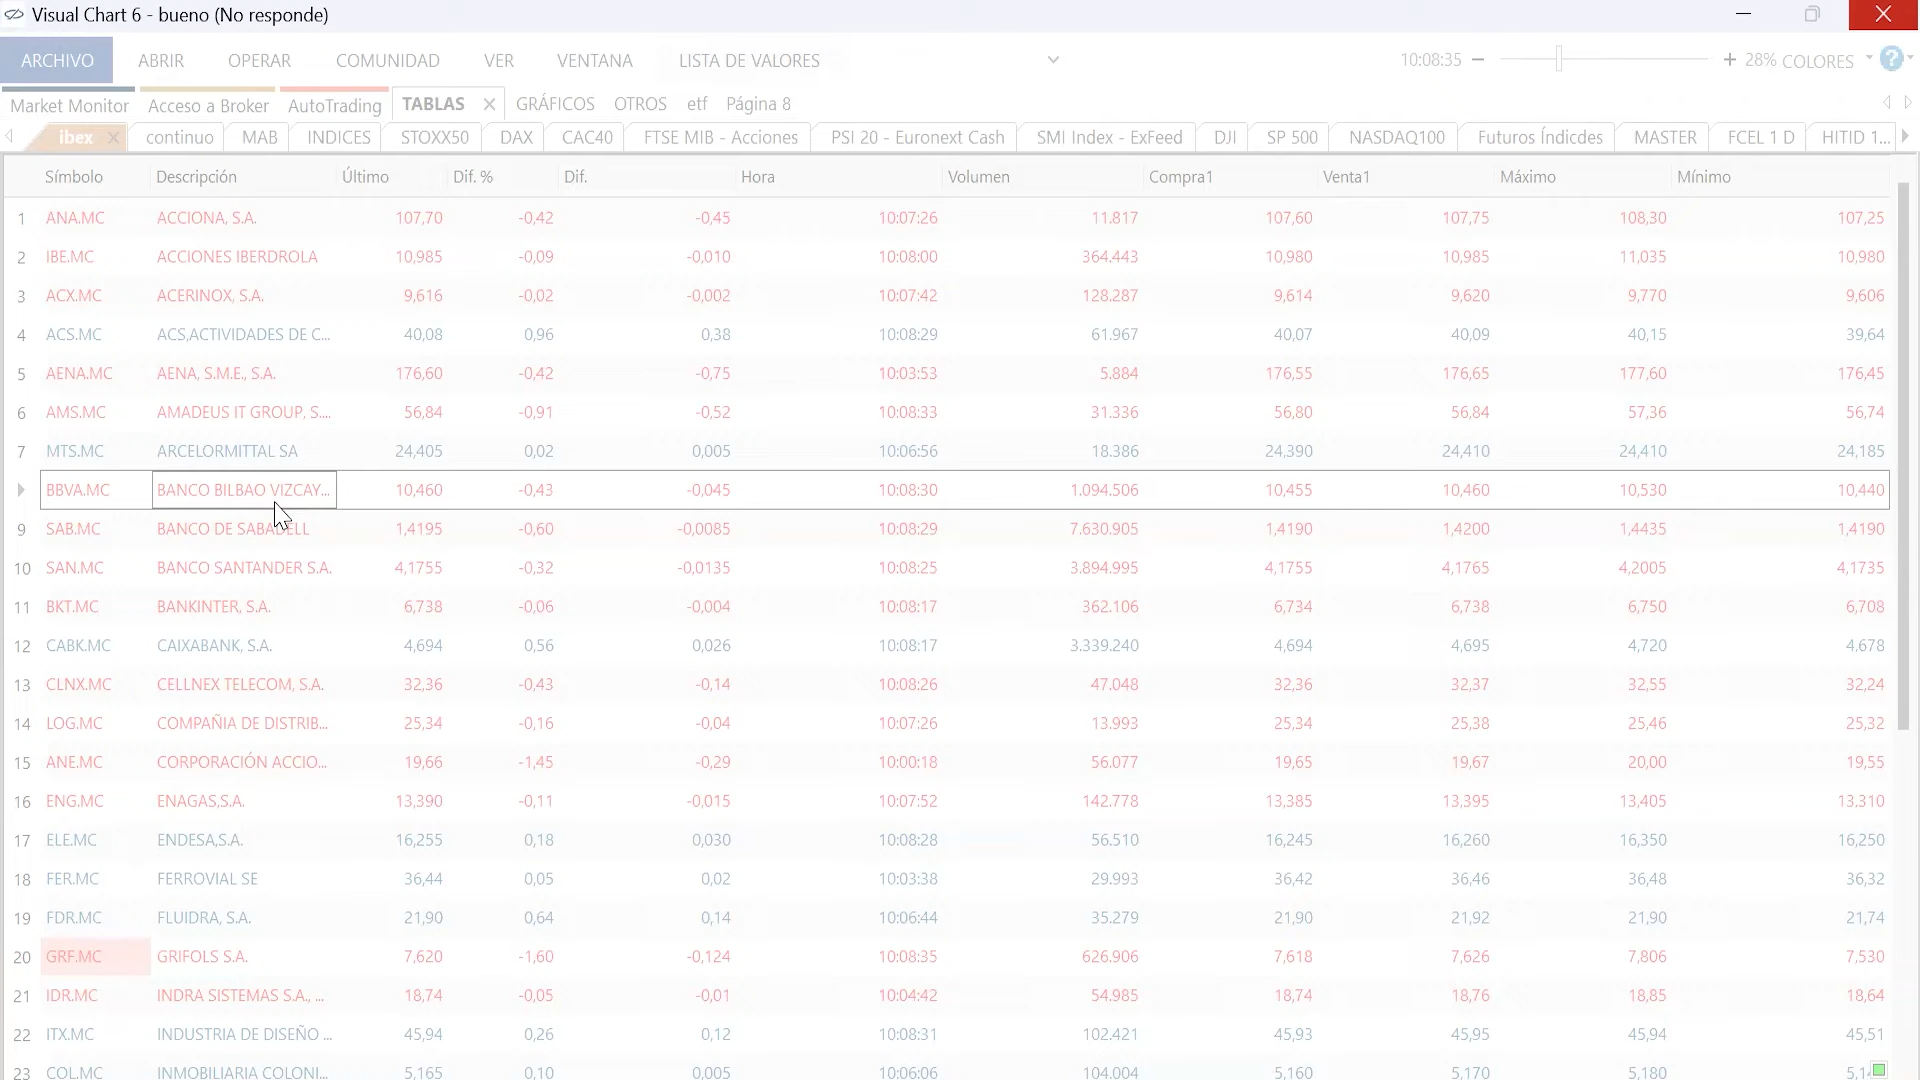 Visual Chart 6 - bueno (No responde)
ARCHIVO ABRIR OPERAR COMUNIDAD VER VENTANA LISTA DE VALORES 10:08:35 28% COLORES ?
Market Monitor Acceso a Broker AutoTrading TABLAS GRÁFICOS OTROS etf Página 8
ibex continuo MAB INDICES STOXX50 DAX CAC40 FTSE MIB - Acciones PSI 20 - Euronext Cash SMI Index - ExFeed DJI SP 500 NASDAQ100 Futuros Índicdes MASTER FCEL 1 D HITID 1...
Símbolo Descripción Último Dif. % Dif. Hora Volumen Compra1 Venta1 Máximo Mínimo
1 ANA.MC ACCIONA, S.A. 107,70 -0,42 -0,45 10:07:26 11.817 107,60 107,75 108,30 107,25
2 IBE.MC ACCIONES IBERDROLA 10,985 -0,09 -0,010 10:08:00 364.443 10,980 10,985 11,035 10,980
3 ACX.MC ACERINOX, S.A. 9,616 -0,02 -0,002 10:07:42 128.287 9,614 9,620 9,770 9,606
4 ACS.MC ACS,ACTIVIDADES DE C... 40,08 0,96 0,38 10:08:29 61.967 40,07 40,09 40,15 39,64
5 AENA.MC AENA, S.M.E., S.A. 176,60 -0,42 -0,75 10:03:53 5.884 176,55 176,65 177,60 176,45
6 AMS.MC AMADEUS IT GROUP, S.... 56,84 -0,91 -0,52 10:08:33 31.336 56,80 56,84 57,36 56,74
7 MTS.MC ARCELORMITTAL SA 24,405 0,02 0,005 10:06:56 18.386 24,390 24,410 24,410 24,185
BBVA.MC BANCO BILBAO VIZCAY... 10,460 -0,43 -0,045 10:08:30 1.094.506 10,455 10,460 10,530 10,440
9 SAB.MC BANCO DE SABADELL 1,4195 -0,60 -0,0085 10:08:29 7.630.905 1,4190 1,4200 1,4435 1,4190
10 SAN.MC BANCO SANTANDER S.A. 4,1755 -0,32 -0,0135 10:08:25 3.894.995 4,1755 4,1765 4,2005 4,1735
11 BKT.MC BANKINTER, S.A. 6,738 -0,06 -0,004 10:08:17 362.106 6,734 6,738 6,750 6,708
12 CABK.MC CAIXABANK, S.A. 4,694 0,56 0,026 10:08:17 3.339.240 4,694 4,695 4,720 4,678
13 CLNX.MC CELLNEX TELECOM, S.A. 32,36 -0,43 -0,14 10:08:26 47.048 32,36 32,37 32,55 32,24
14 LOG.MC COMPAÑIA DE DISTRIB... 25,34 -0,16 -0,04 10:07:26 13.993 25,34 25,38 25,46 25,32
15 ANE.MC CORPORACIÓN ACCIO... 19,66 -1,45 -0,29 10:00:18 56.077 19,65 19,67 20,00 19,55
16 ENG.MC ENAGAS,S.A. 13,390 -0,11 -0,015 10:07:52 142.778 13,385 13,395 13,405 13,310
17 ELE.MC ENDESA,S.A. 16,255 0,18 0,030 10:08:28 56.510 16,245 16,260 16,350 16,250
18 FER.MC FERROVIAL SE 36,44 0,05 0,02 10:03:38 29.993 36,42 36,46 36,48 36,32
19 FDR.MC FLUIDRA, S.A. 21,90 0,64 0,14 10:06:44 35.279 21,90 21,92 21,90 21,74
20 GRF.MC GRIFOLS S.A. 7,620 -1,60 -0,124 10:08:35 626.906 7,618 7,626 7,806 7,530
21 IDR.MC INDRA SISTEMAS S.A., ... 18,74 -0,05 -0,01 10:04:42 54.985 18,74 18,76 18,85 18,64
22 ITX.MC INDUSTRIA DE DISEÑO ... 45,94 0,26 0,12 10:08:31 102.421 45,93 45,95 45,94 45,51
23 COL.MC INMOBILIARIA COLONI... 5,165 0,10 0,005 10:06:06 104.004 5,160 5,170 5,180